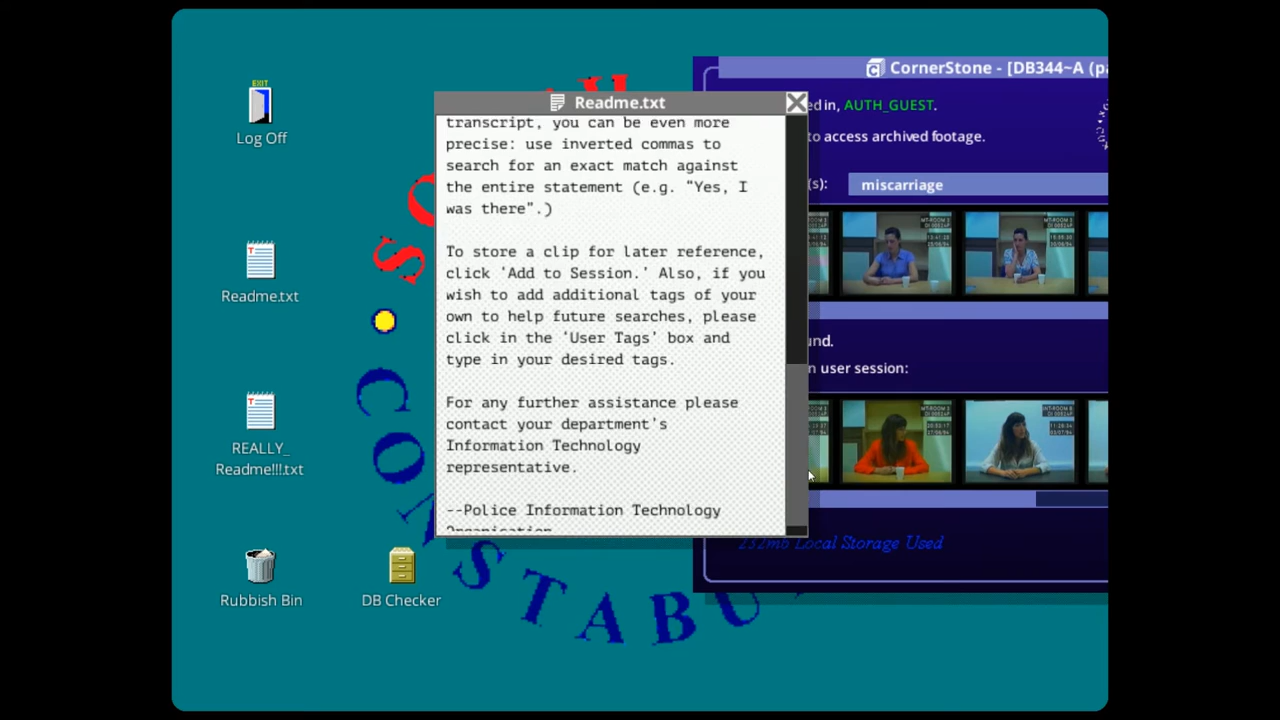 Log Off
Readme.txt
REALLY_
Readme!!!.txt
Rubbish Bin
DB Checker
Readme.txt
transcript, you can be even more
precise: use inverted commas to
search for an exact match against
the entire statement (e.g. "Yes, I
was there".)
To store a clip for later reference,
click 'Add to Session.' Also, if you
wish to add additional tags of your
own to help future searches, please
click in the 'User Tags' box and
type in your desired tags.
For any further assistance please
contact your department's
Information Technology
representative.
--Police Information Technology
Organisation
CornerStone - [DB344~A (pa
ed in, AUTH_GUEST.
to access archived footage.
(s): miscarriage
und.
n user session:
232mb Local Storage Used
S
CONSTABU